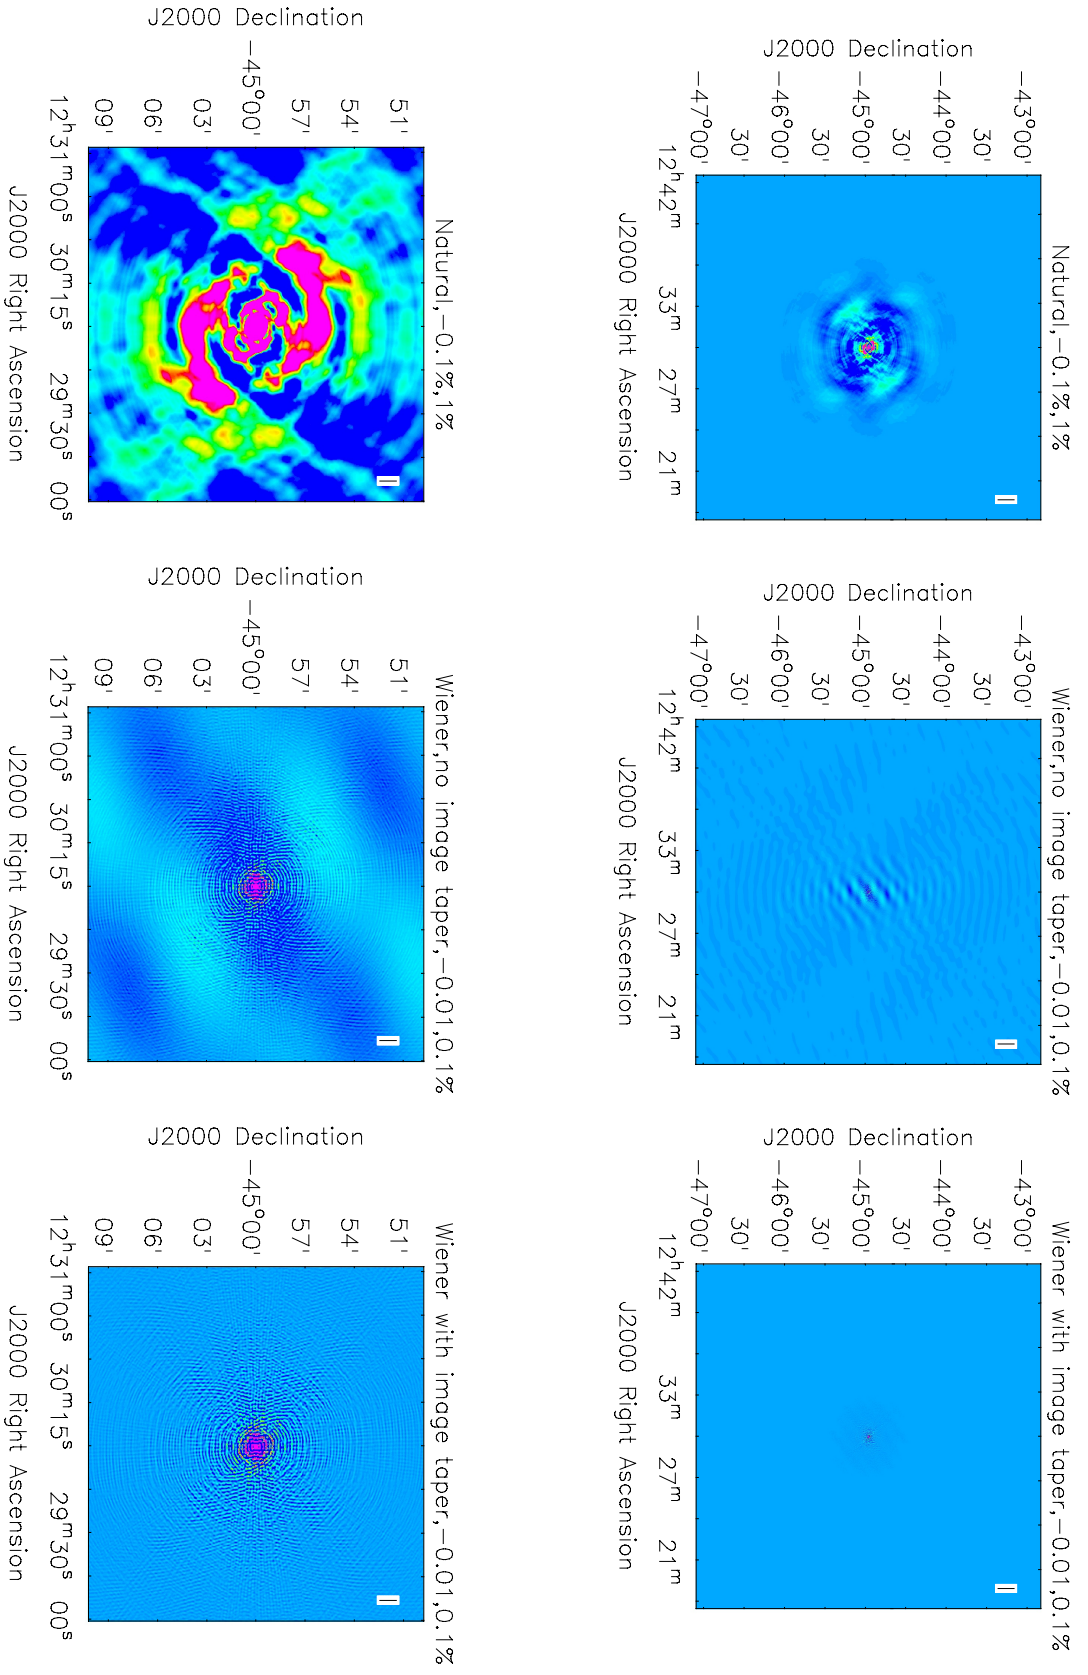 Natural,−0.1%,1%
J2000 Declination
−43°00'
30'
−44°00'
30'
−45°00'
30'
−46°00'
30'
−47°00'
12ʰ42ᵐ 33ᵐ 27ᵐ 21ᵐ
J2000 Right Ascension
Wiener,no image taper,−0.01,0.1%
J2000 Declination
−43°00'
30'
−44°00'
30'
−45°00'
30'
−46°00'
30'
−47°00'
12ʰ42ᵐ 33ᵐ 27ᵐ 21ᵐ
J2000 Right Ascension
Wiener with image taper,−0.01,0.1%
J2000 Declination
−43°00'
30'
−44°00'
30'
−45°00'
30'
−46°00'
30'
−47°00'
12ʰ42ᵐ 33ᵐ 27ᵐ 21ᵐ
J2000 Right Ascension
Natural,−0.1%,1%
J2000 Declination
51'
54'
57'
−45°00'
03'
06'
09'
12ʰ31ᵐ00ˢ 30ᵐ15ˢ 29ᵐ30ˢ 00ˢ
J2000 Right Ascension
Wiener,no image taper,−0.01,0.1%
J2000 Declination
51'
54'
57'
−45°00'
03'
06'
09'
12ʰ31ᵐ00ˢ 30ᵐ15ˢ 29ᵐ30ˢ 00ˢ
J2000 Right Ascension
Wiener with image taper,−0.01,0.1%
J2000 Declination
51'
54'
57'
−45°00'
03'
06'
09'
12ʰ31ᵐ00ˢ 30ᵐ15ˢ 29ᵐ30ˢ 00ˢ
J2000 Right Ascension